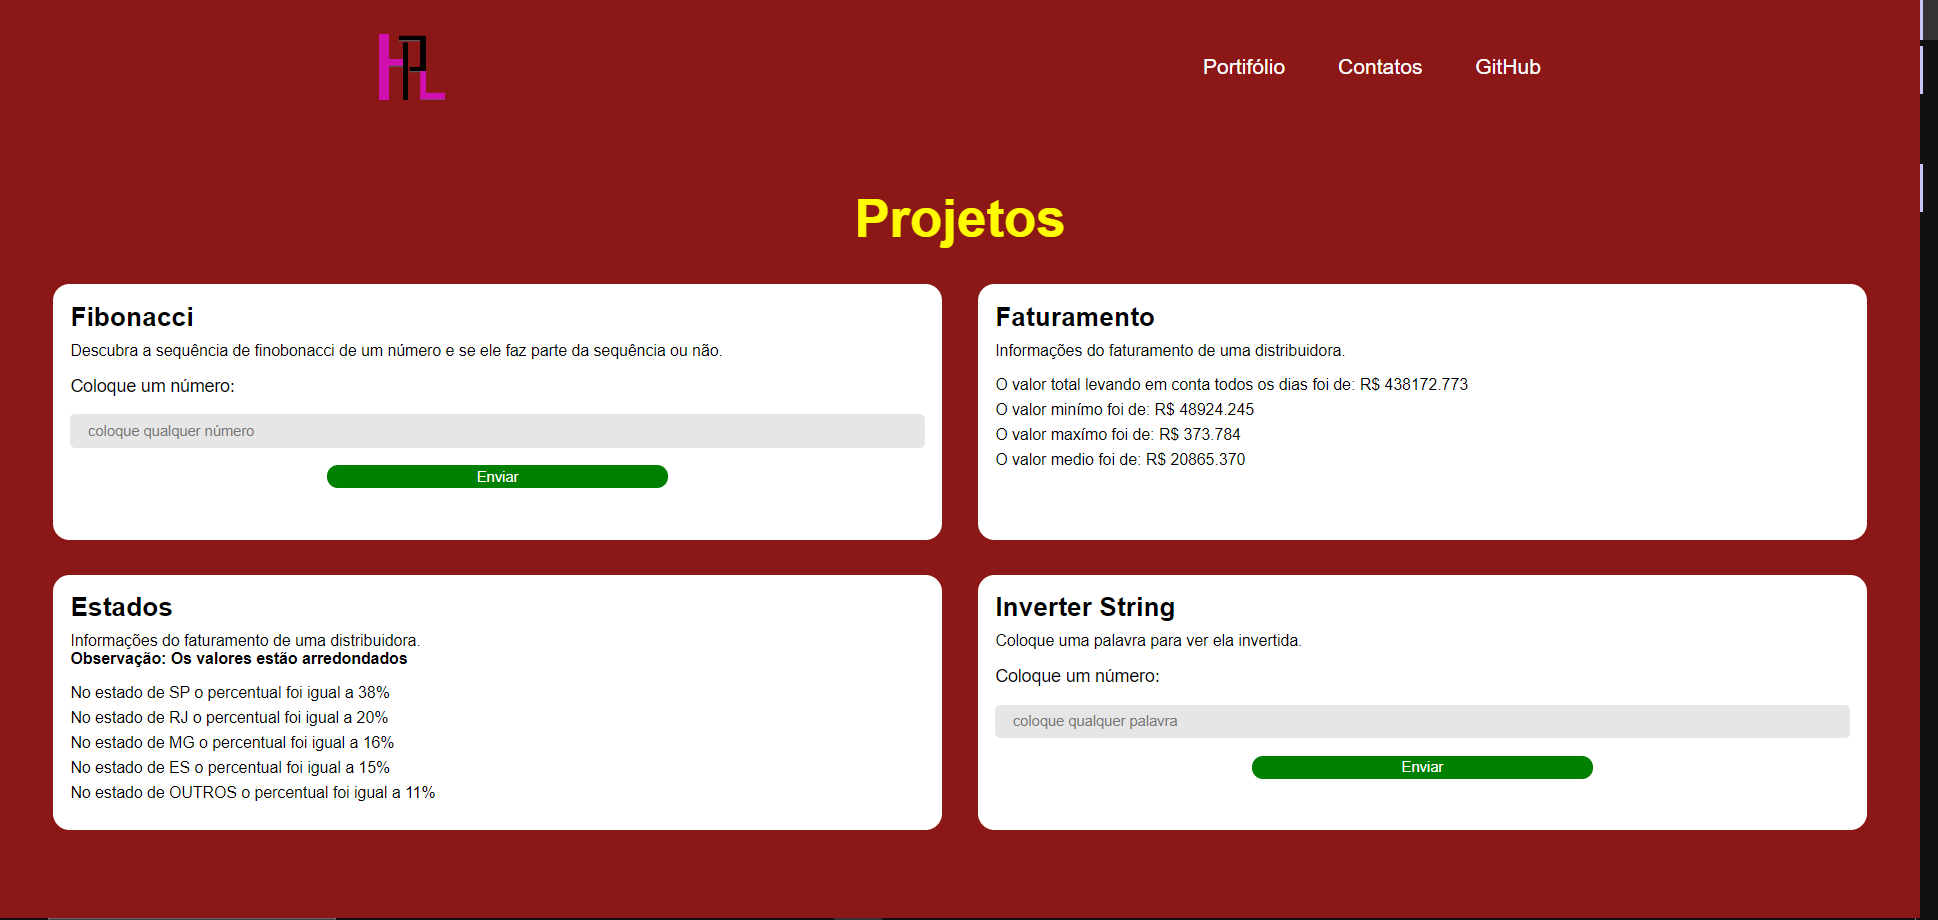 HPL
Portifólio
Contatos
GitHub
Projetos
Fibonacci
Descubra a sequência de finobonacci de um número e se ele faz parte da sequência ou não.
Coloque um número:
coloque qualquer número
Enviar
Faturamento
Informações do faturamento de uma distribuidora.
O valor total levando em conta todos os dias foi de: R$ 438172.773
O valor minímo foi de: R$ 48924.245
O valor maxímo foi de: R$ 373.784
O valor medio foi de: R$ 20865.370
Estados
Informações do faturamento de uma distribuidora.
Observação: Os valores estão arredondados
No estado de SP o percentual foi igual a 38%
No estado de RJ o percentual foi igual a 20%
No estado de MG o percentual foi igual a 16%
No estado de ES o percentual foi igual a 15%
No estado de OUTROS o percentual foi igual a 11%
Inverter String
Coloque uma palavra para ver ela invertida.
Coloque um número:
coloque qualquer palavra
Enviar